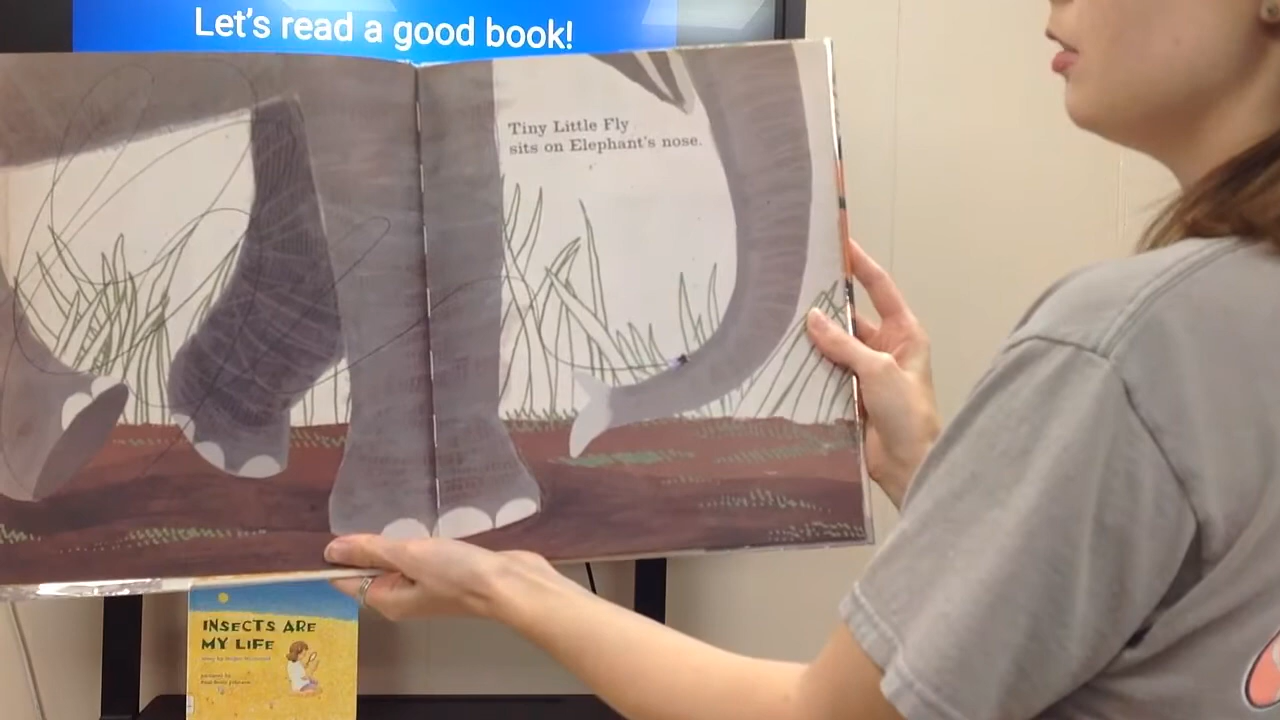 Let's read a good book!
Tiny Little Fly
sits on Elephant's nose.
INSECTS ARE
MY LIFE